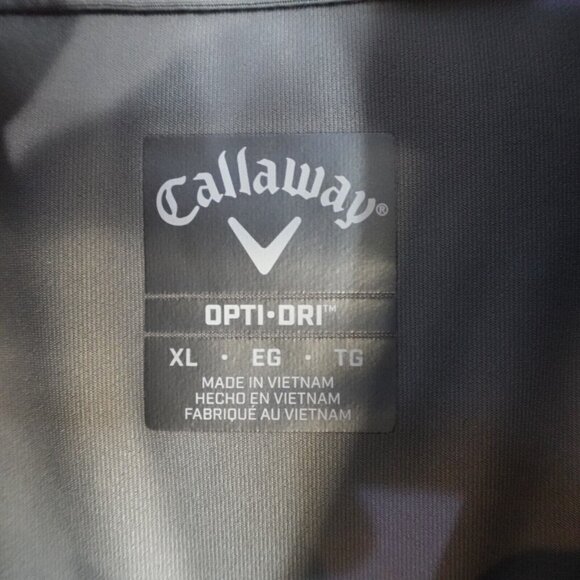 Callaway®
OPTI•DRI™
XL • EG • TG
MADE IN VIETNAM
HECHO EN VIETNAM
FABRIQUÉ AU VIETNAM